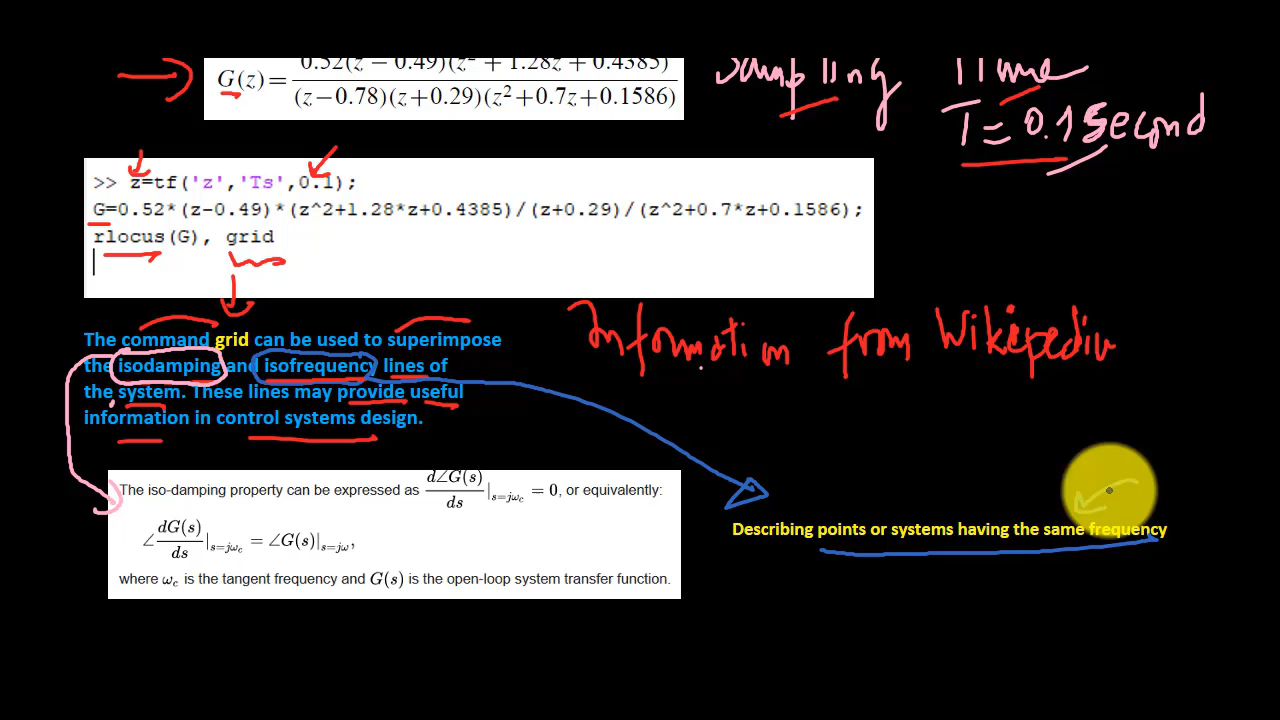 G(z) = 0.52(z − 0.49)(z² + 1.28z + 0.4385) / (z−0.78)(z+0.29)(z²+0.7z+0.1586)
Sampling Time
T = 0.1 second
>> z=tf('z','Ts',0.1);
G=0.52*(z-0.49)*(z^2+1.28*z+0.4385)/(z+0.29)/(z^2+0.7*z+0.1586);
rlocus(G), grid
Information from Wikipedia
The command grid can be used to superimpose
the isodamping and isofrequency lines of
the system. These lines may provide useful
information in control systems design.
The iso-damping property can be expressed as d∠G(s)/ds |s=jωc = 0, or equivalently:
∠ dG(s)/ds |s=jωc = ∠G(s)|s=jω,
where ωc is the tangent frequency and G(s) is the open-loop system transfer function.
Describing points or systems having the same frequency